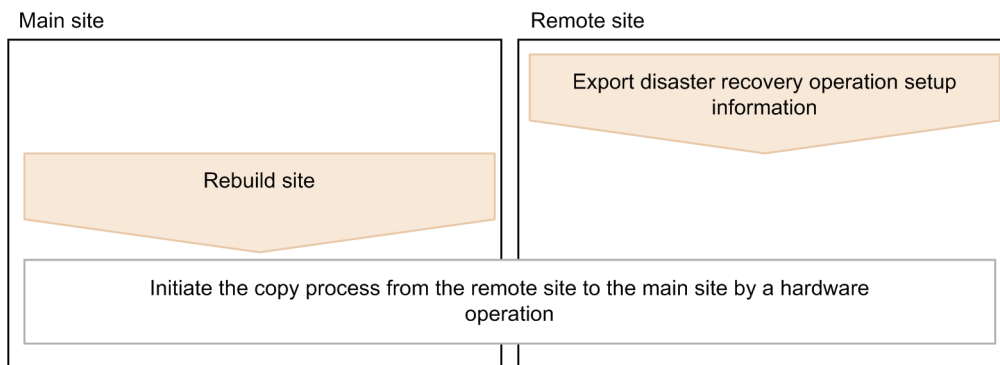 Main site
Remote site
Export disaster recovery operation setup
information
Rebuild site
Initiate the copy process from the remote site to the main site by a hardware
operation